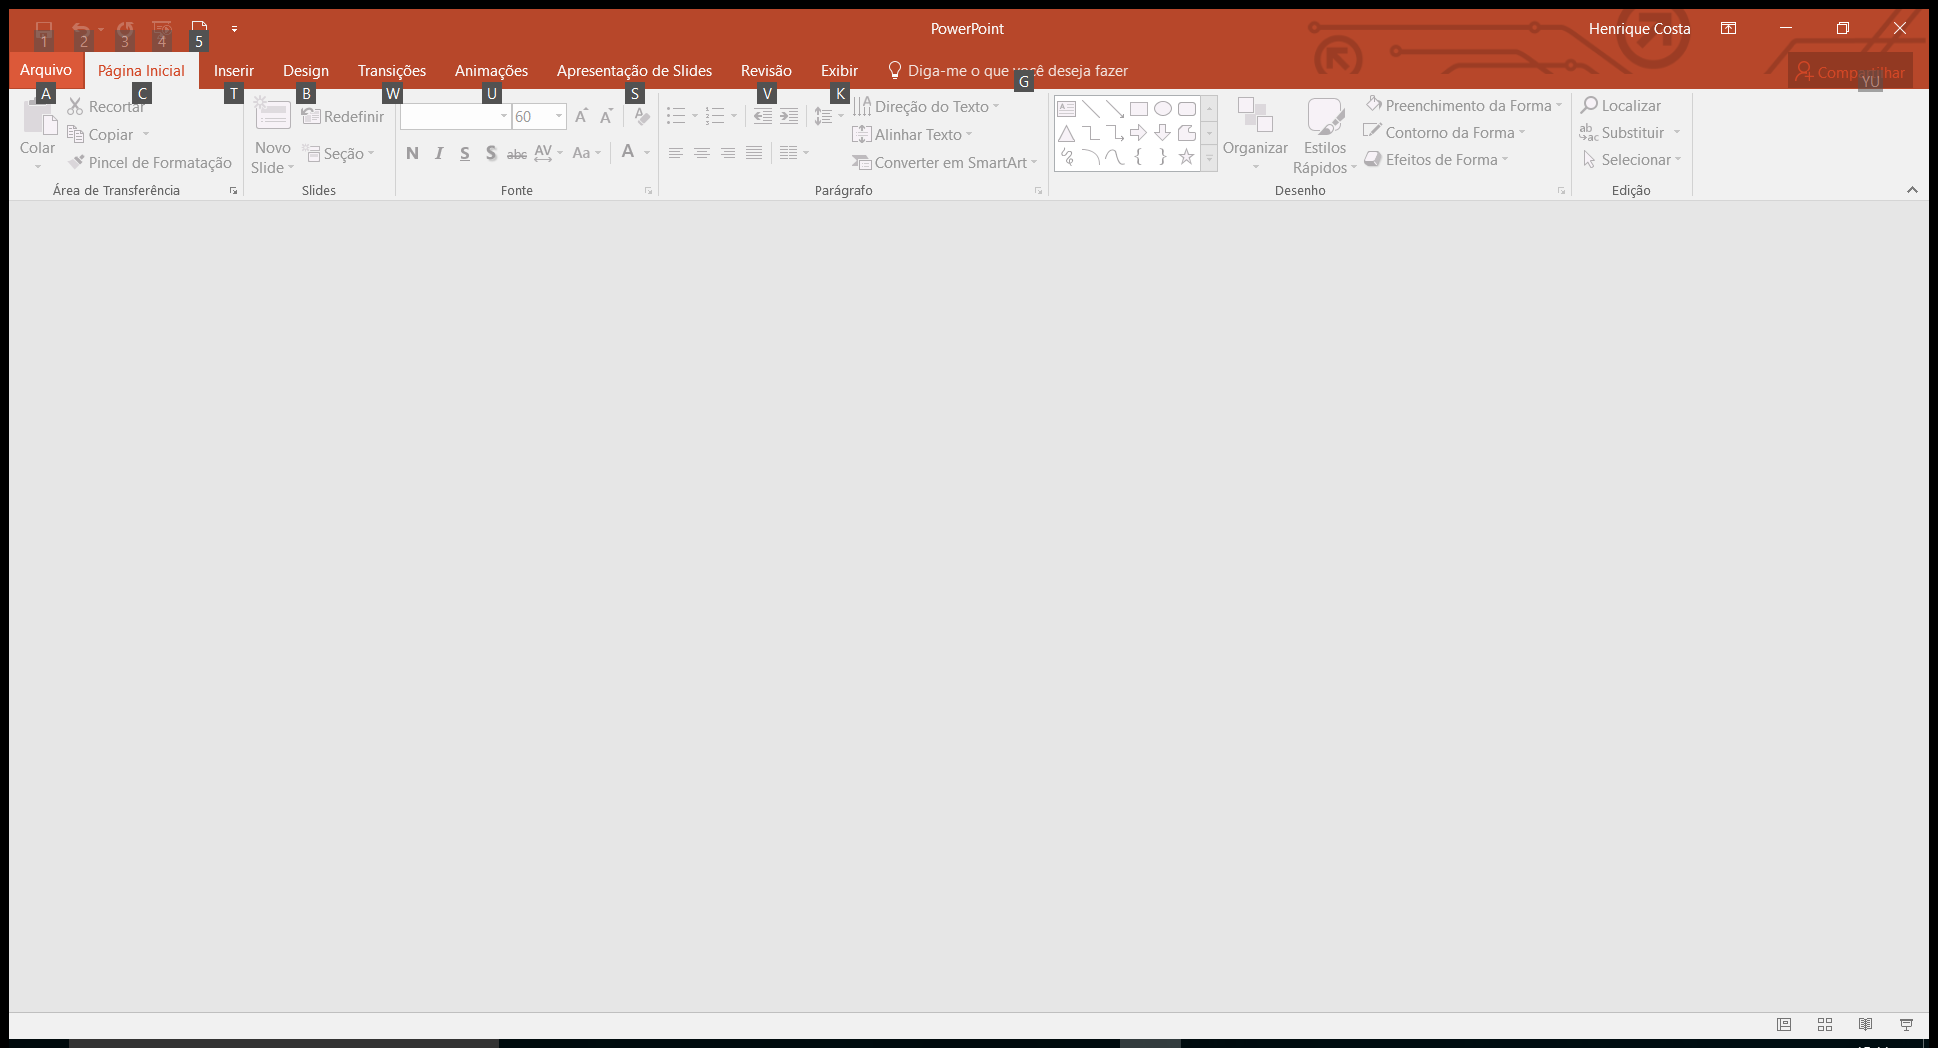 PowerPoint
Henrique Costa
1 2 3 4 5
Arquivo Página Inicial Inserir Design Transições Animações Apresentação de Slides Revisão Exibir Diga-me o que você deseja fazer Compartilhar
A C T B W U S V K G YU
Colar
Recortar
Copiar
Pincel de Formatação
Área de Transferência
Novo
Slide
Redefinir
Seção
Slides
60
A A
N I S S abc AV Aa A
Fonte
Direção do Texto
Alinhar Texto
Converter em SmartArt
Parágrafo
Organizar
Estilos
Rápidos
Preenchimento da Forma
Contorno da Forma
Efeitos de Forma
Desenho
Localizar
Substituir
Selecionar
Edição